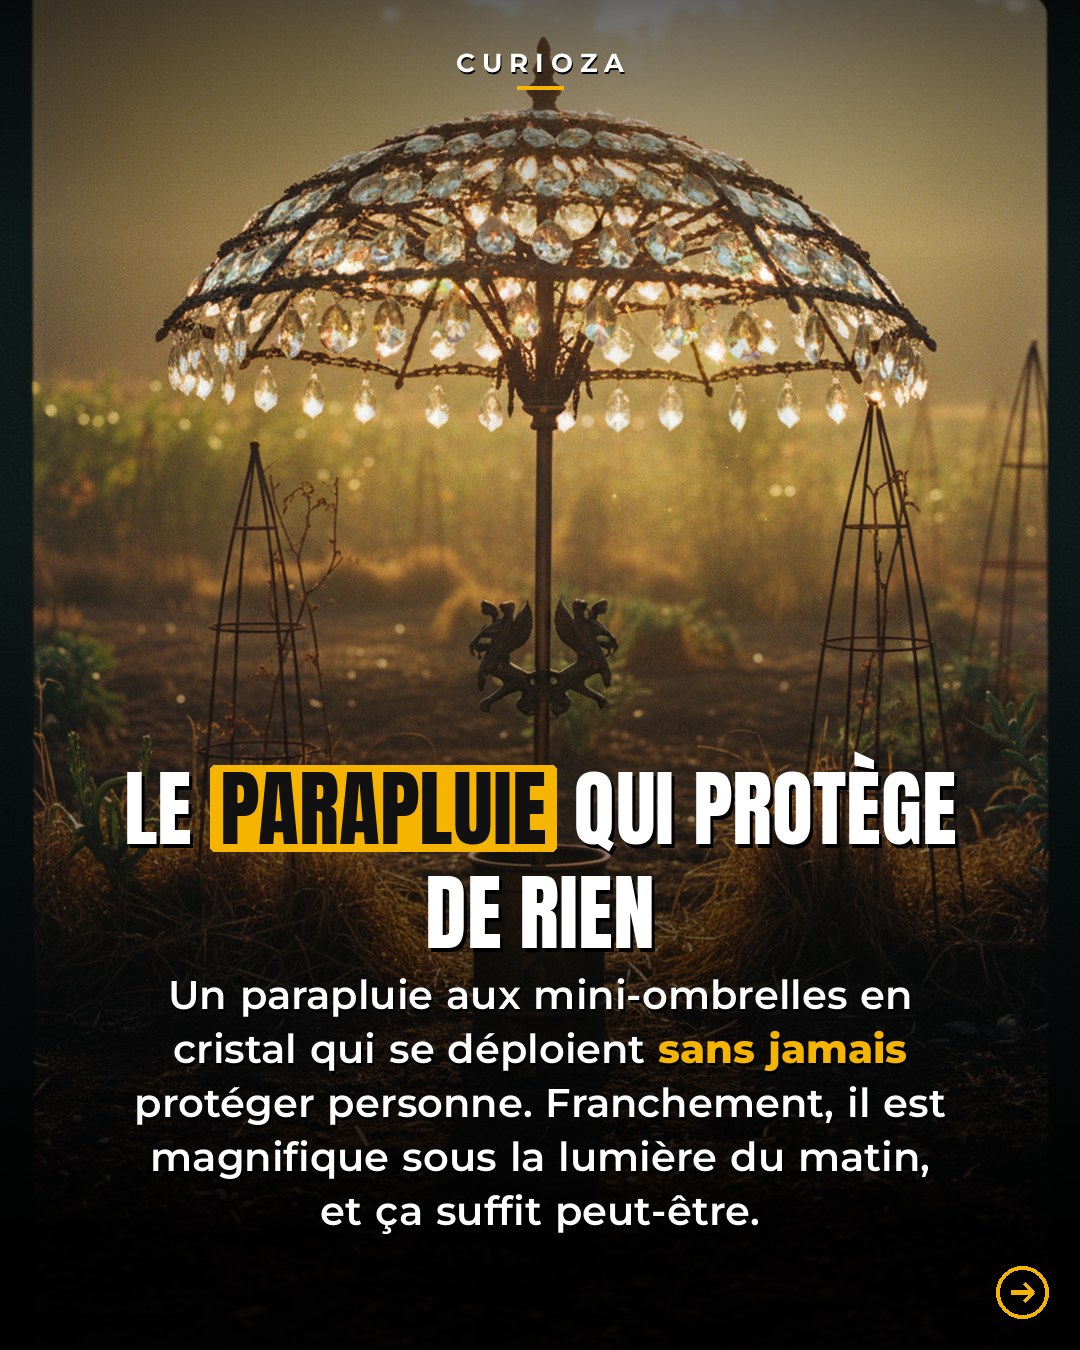 CURIOZA
LE PARAPLUIE QUI PROTÈGE
DE RIEN
Un parapluie aux mini-ombrelles en
cristal qui se déploient sans jamais
protéger personne. Franchement, il est
magnifique sous la lumière du matin,
et ça suffit peut-être.